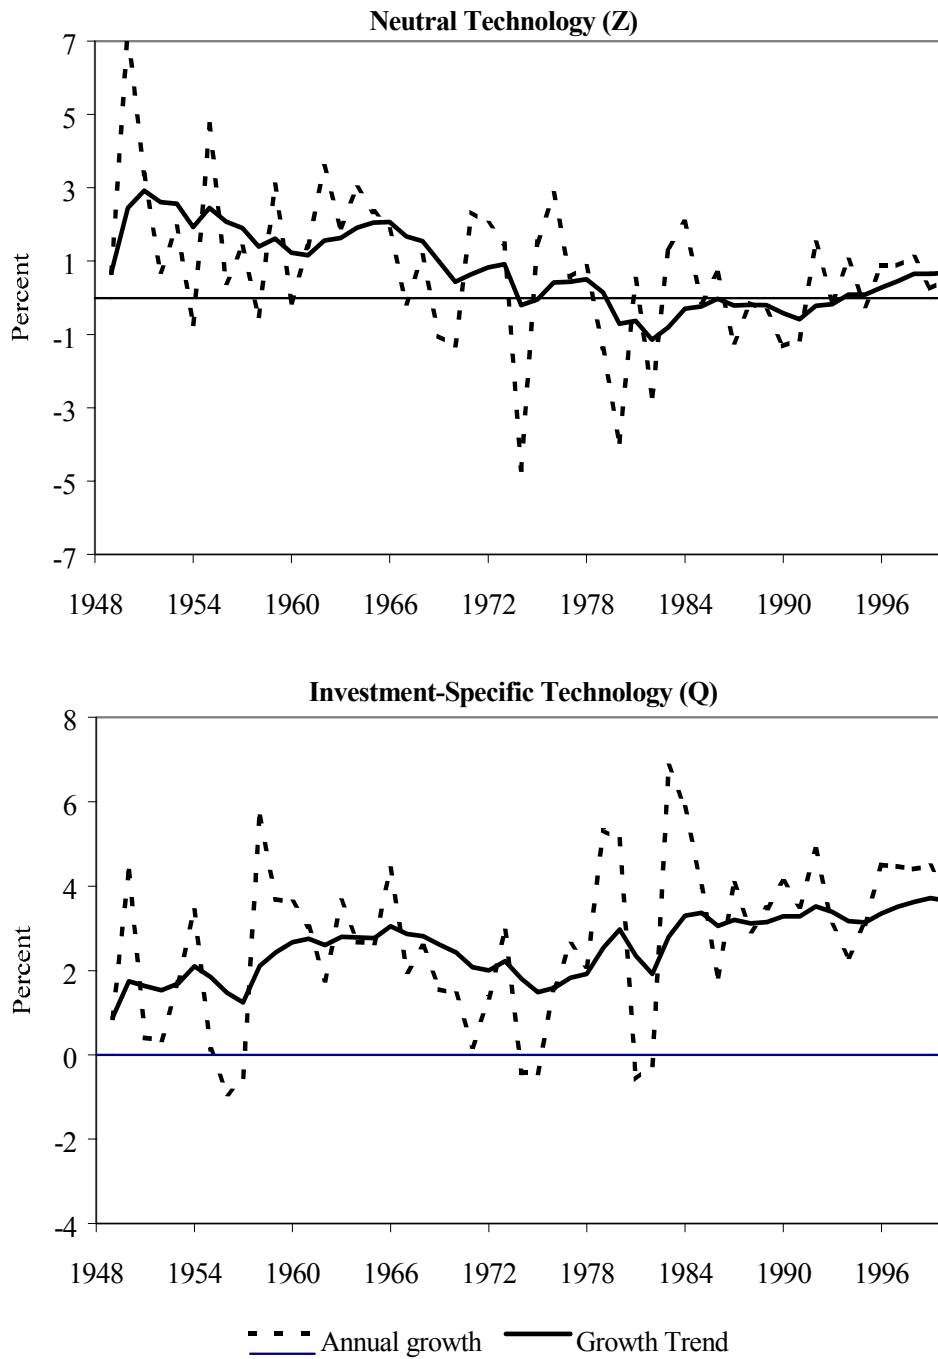 Neutral Technology (Z)
7
5
3
1
-1
-3
-5
-7
Percent
1948 1954 1960 1966 1972 1978 1984 1990 1996
Investment-Specific Technology (Q)
8
6
4
2
0
-2
-4
Percent
1948 1954 1960 1966 1972 1978 1984 1990 1996
Annual growth Growth Trend